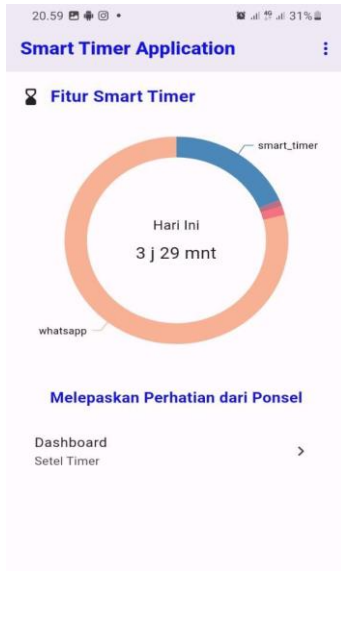 20.59
31%
Smart Timer Application
Fitur Smart Timer
smart_timer
Hari Ini
3 j 29 mnt
whatsapp
Melepaskan Perhatian dari Ponsel
Dashboard
Setel Timer